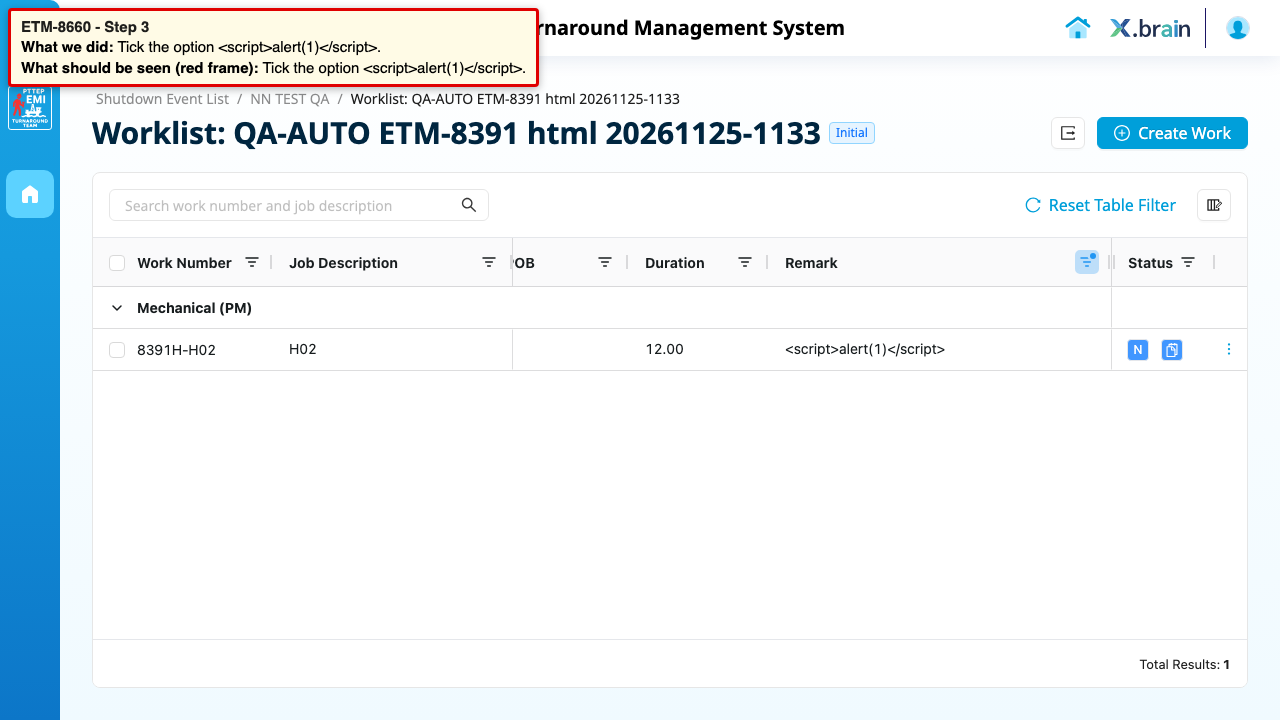 ETM-8660 - Step 3
What we did: Tick the option <script>alert(1)</script>.
What should be seen (red frame): Tick the option <script>alert(1)</script>.
rnaround Management System
X.brain
PTTEP
EMI
TURNAROUND
TEAM
Shutdown Event List / NN TEST QA / Worklist: QA-AUTO ETM-8391 html 20261125-1133
Worklist: QA-AUTO ETM-8391 html 20261125-1133 Initial
Create Work
Search work number and job description
Reset Table Filter
Work Number Job Description OB Duration Remark Status
Mechanical (PM)
8391H-H02 H02 12.00 <script>alert(1)</script> N
Total Results: 1